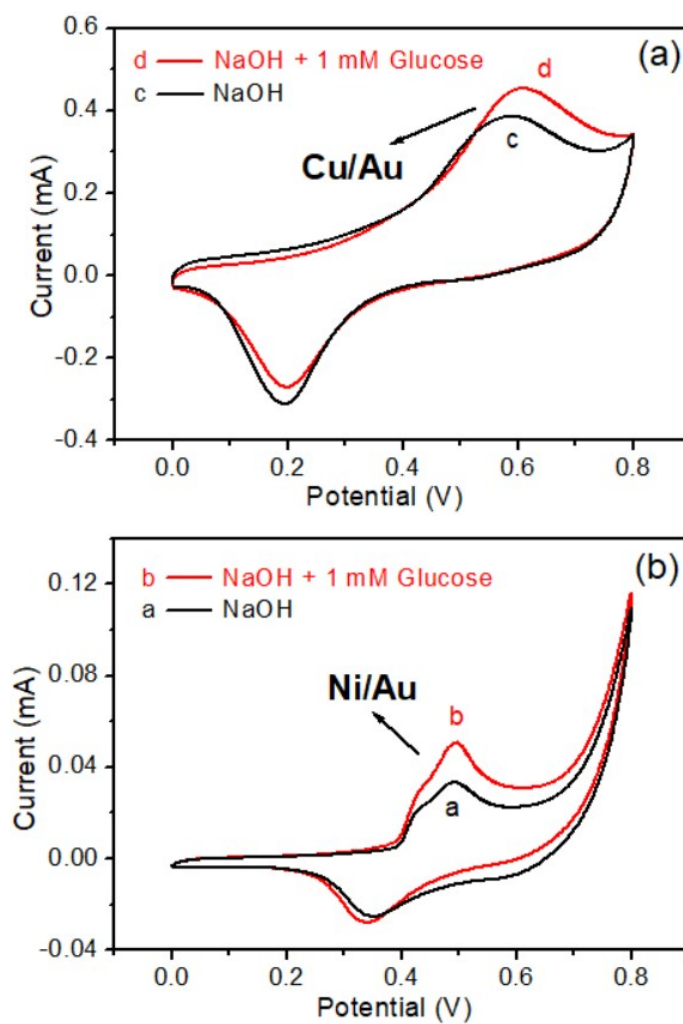 (a)
d NaOH + 1 mM Glucose
c NaOH
d
c
Cu/Au
Current (mA)
0.6
0.4
0.2
0.0
-0.2
-0.4
0.0 0.2 0.4 0.6 0.8
Potential (V)
(b)
b NaOH + 1 mM Glucose
a NaOH
Ni/Au
b
a
Current (mA)
0.12
0.08
0.04
0.00
-0.04
0.0 0.2 0.4 0.6 0.8
Potential (V)